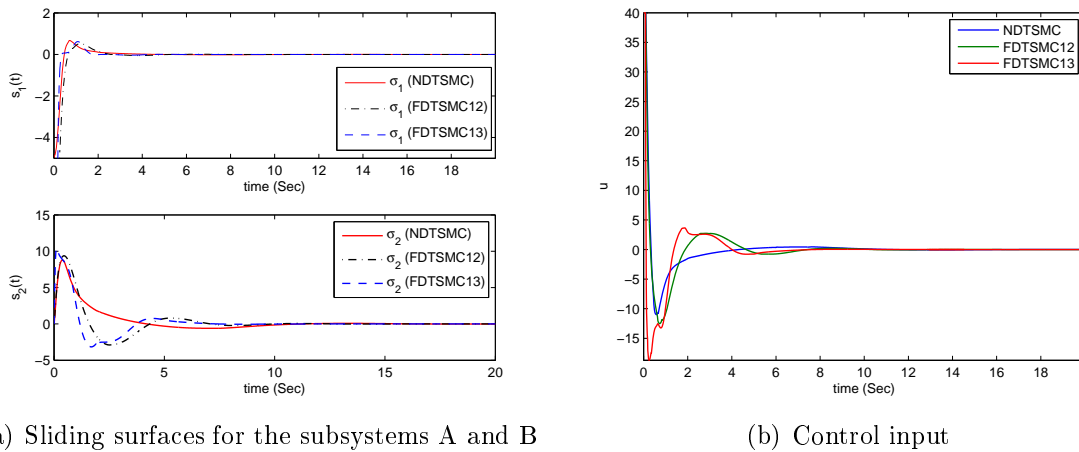 2
0
−2
−4
s1(t)
0 2 4 6 8 10 12 14 16 18
time (Sec)
σ1 (NDTSMC)
σ1 (FDTSMC12)
σ1 (FDTSMC13)
15
10
5
0
−5
s2(t)
0 5 10 15 20
time (Sec)
σ2 (NDTSMC)
σ2 (FDTSMC12)
σ2 (FDTSMC13)
) Sliding surfaces for the subsystems A and B
40
35
30
25
20
15
10
5
0
−5
−10
−15
u
0 2 4 6 8 10 12 14 16 18
time (Sec)
NDTSMC
FDTSMC12
FDTSMC13
(b) Control input